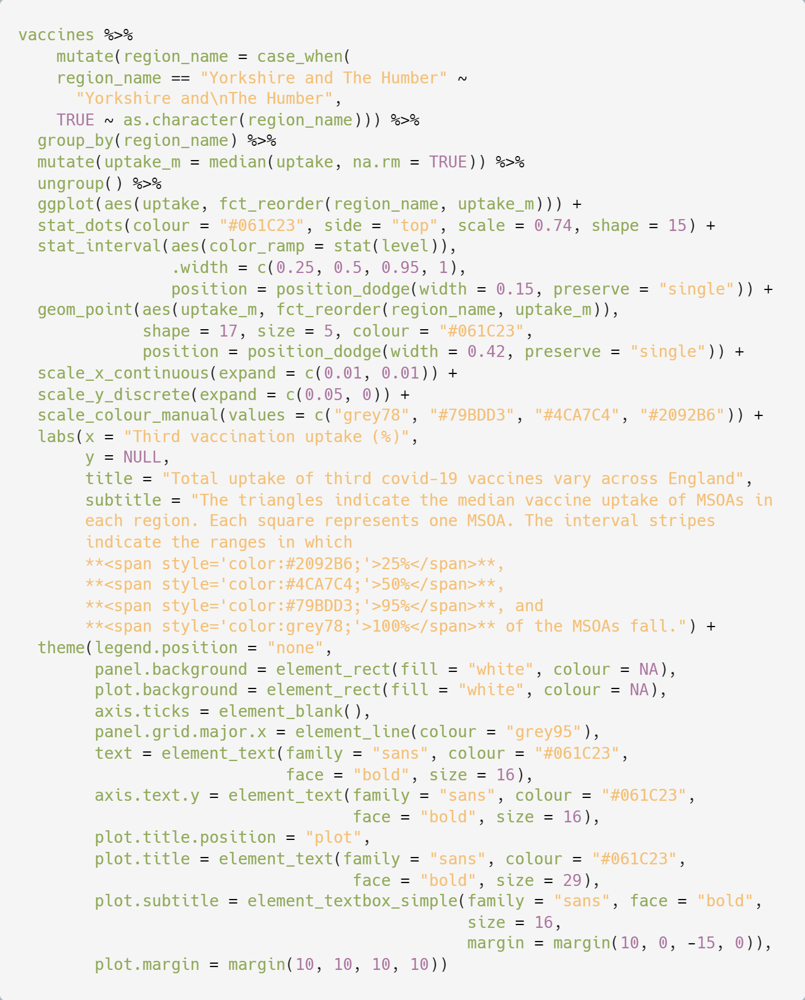 vaccines %>%
    mutate(region_name = case_when(
    region_name == "Yorkshire and The Humber" ~
      "Yorkshire and\nThe Humber",
    TRUE ~ as.character(region_name))) %>%
  group_by(region_name) %>%
  mutate(uptake_m = median(uptake, na.rm = TRUE)) %>%
  ungroup() %>%
  ggplot(aes(uptake, fct_reorder(region_name, uptake_m))) +
  stat_dots(colour = "#061C23", side = "top", scale = 0.74, shape = 15) +
  stat_interval(aes(color_ramp = stat(level)),
                .width = c(0.25, 0.5, 0.95, 1),
                position = position_dodge(width = 0.15, preserve = "single")) +
  geom_point(aes(uptake_m, fct_reorder(region_name, uptake_m)),
             shape = 17, size = 5, colour = "#061C23",
             position = position_dodge(width = 0.42, preserve = "single")) +
  scale_x_continuous(expand = c(0.01, 0.01)) +
  scale_y_discrete(expand = c(0.05, 0)) +
  scale_colour_manual(values = c("grey78", "#79BDD3", "#4CA7C4", "#2092B6")) +
  labs(x = "Third vaccination uptake (%)",
       y = NULL,
       title = "Total uptake of third covid-19 vaccines vary across England",
       subtitle = "The triangles indicate the median vaccine uptake of MSOAs in
       each region. Each square represents one MSOA. The interval stripes
       indicate the ranges in which
       **<span style='color:#2092B6;'>25%</span>**,
       **<span style='color:#4CA7C4;'>50%</span>**,
       **<span style='color:#79BDD3;'>95%</span>**, and
       **<span style='color:grey78;'>100%</span>** of the MSOAs fall.") +
  theme(legend.position = "none",
        panel.background = element_rect(fill = "white", colour = NA),
        plot.background = element_rect(fill = "white", colour = NA),
        axis.ticks = element_blank(),
        panel.grid.major.x = element_line(colour = "grey95"),
        text = element_text(family = "sans", colour = "#061C23",
                            face = "bold", size = 16),
        axis.text.y = element_text(family = "sans", colour = "#061C23",
                                   face = "bold", size = 16),
        plot.title.position = "plot",
        plot.title = element_text(family = "sans", colour = "#061C23",
                                   face = "bold", size = 29),
        plot.subtitle = element_textbox_simple(family = "sans", face = "bold",
                                               size = 16,
                                               margin = margin(10, 0, -15, 0)),
        plot.margin = margin(10, 10, 10, 10))